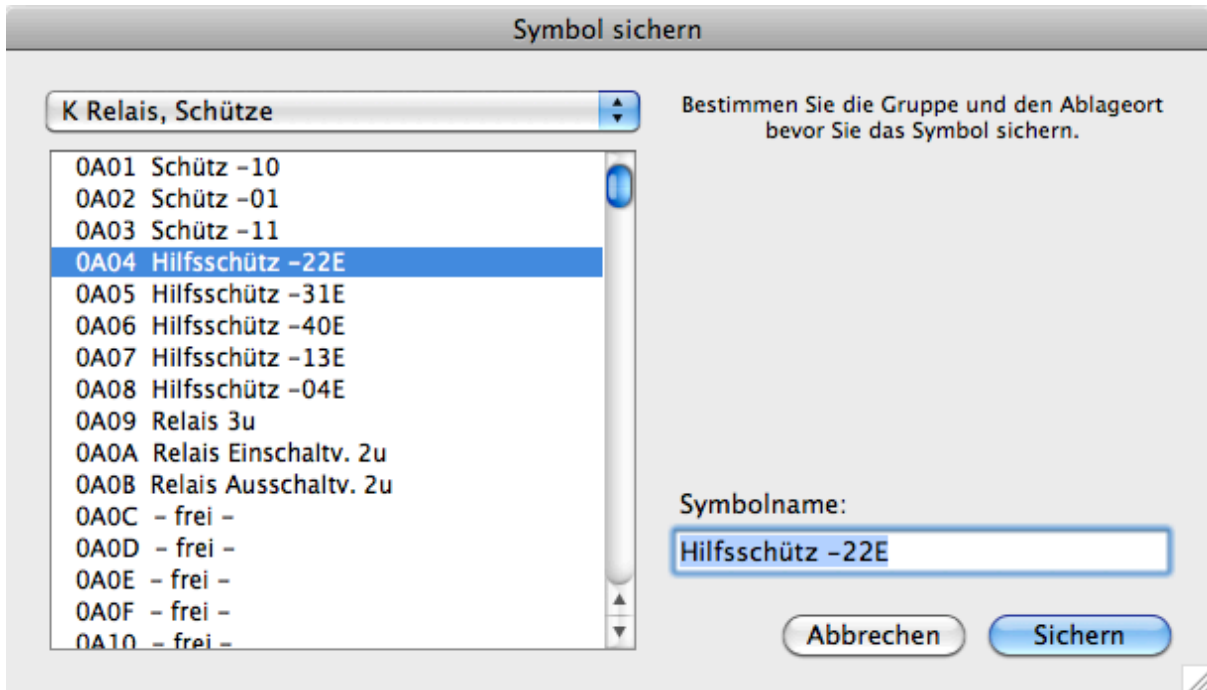 Symbol sichern
K Relais, Schütze
Bestimmen Sie die Gruppe und den Ablageort
bevor Sie das Symbol sichern.
0A01 Schütz -10
0A02 Schütz -01
0A03 Schütz -11
0A04 Hilfsschütz -22E
0A05 Hilfsschütz -31E
0A06 Hilfsschütz -40E
0A07 Hilfsschütz -13E
0A08 Hilfsschütz -04E
0A09 Relais 3u
0A0A Relais Einschaltv. 2u
0A0B Relais Ausschaltv. 2u
0A0C - frei -
0A0D - frei -
0A0E - frei -
0A0F - frei -
0A10 - frei -
Symbolname:
Hilfsschütz -22E
Abbrechen
Sichern